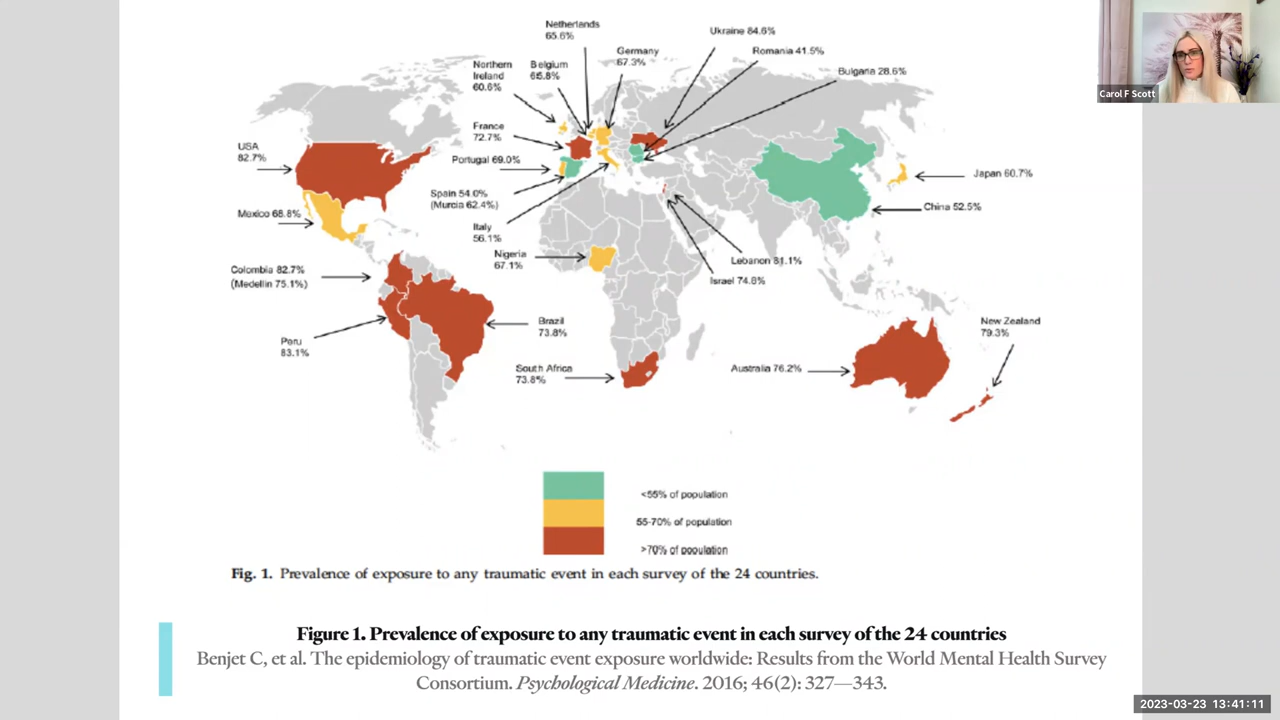 Netherlands
65.6%
Ukraine 84.6%
Germany
67.3%
Romania 41.5%
Northern
Ireland
60.6%
Belgium
65.8%
Bulgaria 28.6%
Carol F Scott
France
72.7%
USA
82.7%
Portugal 69.0%
Japan 60.7%
Spain 54.0%
(Murcia 62.4%)
Mexico 68.8%
China 52.5%
Italy
56.1%
Nigeria
67.1%
Lebanon 81.1%
Colombia 82.7%
(Medellin 75.1%)
Israel 74.8%
Brazil
73.8%
New Zealand
79.3%
Peru
83.1%
South Africa
73.8%
Australia 76.2%
<55% of population
55-70% of population
>70% of population
Fig. 1. Prevalence of exposure to any traumatic event in each survey of the 24 countries.
Figure 1. Prevalence of exposure to any traumatic event in each survey of the 24 countries
Benjet C, et al. The epidemiology of traumatic event exposure worldwide: Results from the World Mental Health Survey
Consortium. Psychological Medicine. 2016; 46(2): 327—343.
2023-03-23 13:41:11